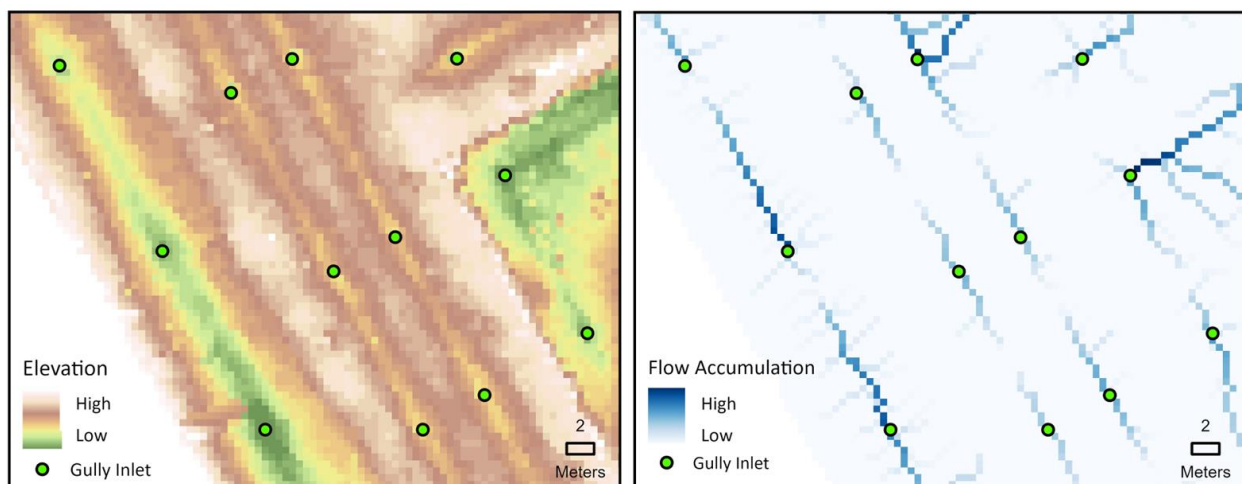 Elevation
High
Low
Gully Inlet
2
Meters
Flow Accumulation
High
Low
Gully Inlet
2
Meters